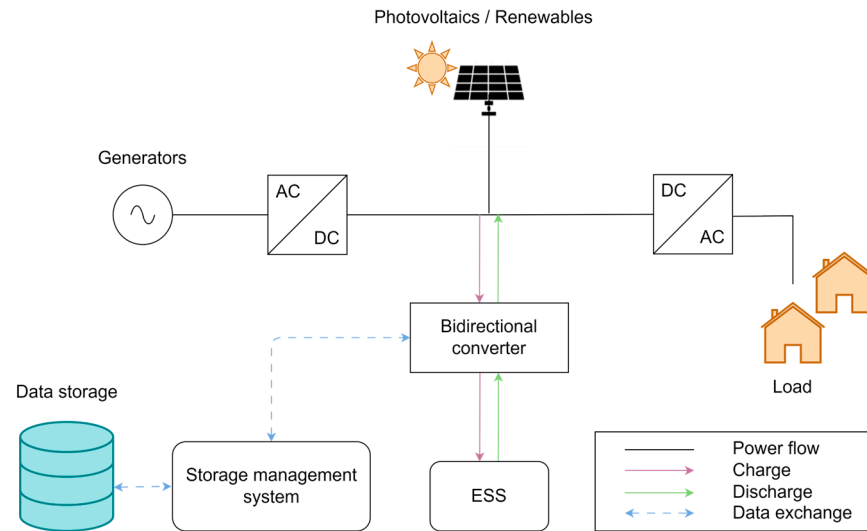 Photovoltaics / Renewables
Generators
AC
DC
DC
AC
Bidirectional
converter
Load
Data storage
Storage management
system
ESS
Power flow
Charge
Discharge
Data exchange